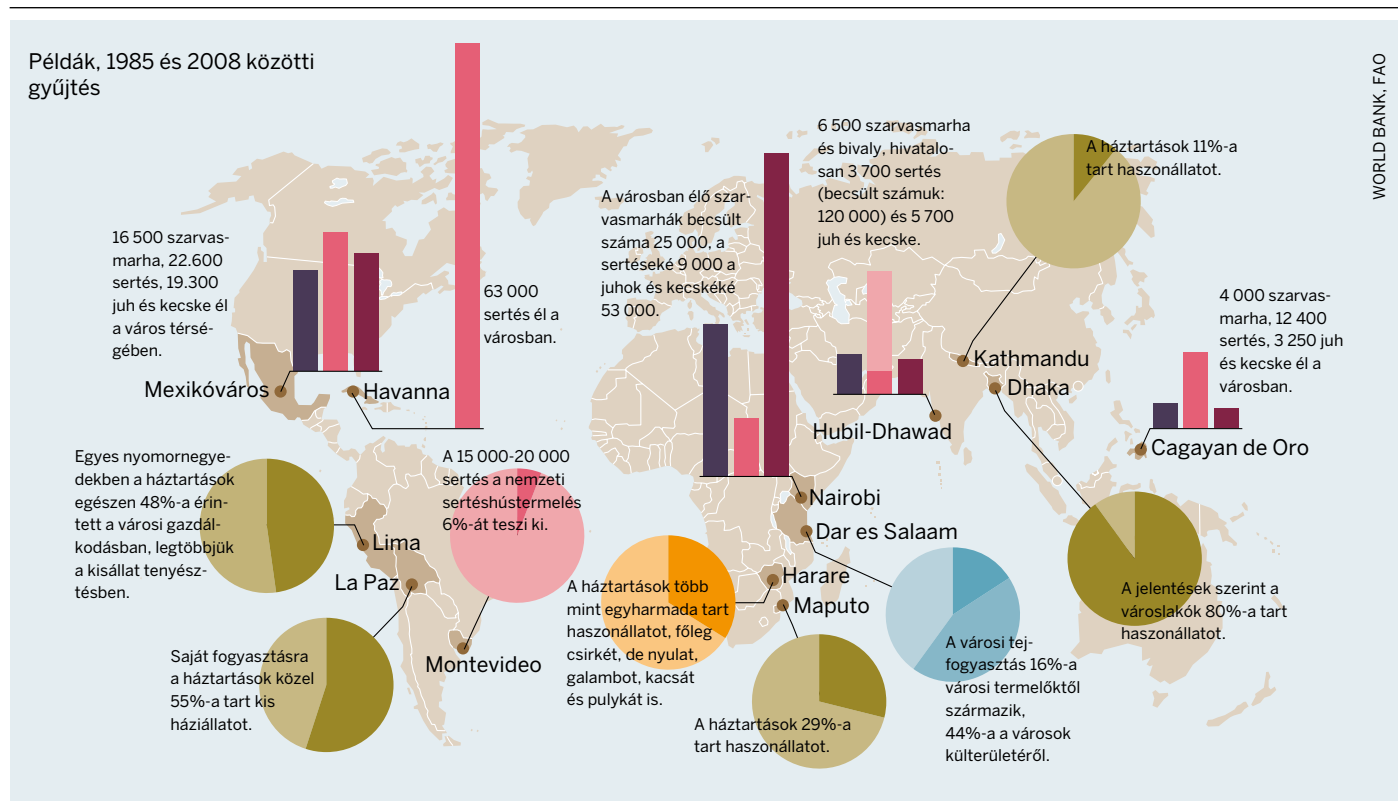 Példák, 1985 és 2008 közötti
gyűjtés
WORLD BANK, FAO
16 500 szarvas-
marha, 22.600
sertés, 19.300
juh és kecske él
a város térsé-
gében.
Mexikóváros
63 000
sertés él a
városban.
Havanna
A városban élő szar-
vasmarhák becsült
száma 25 000, a
sertéseké 9 000 a
juhok és kecskéké
53 000.
Nairobi
6 500 szarvasmarha
és bivaly, hivatalo-
san 3 700 sertés
(becsült számuk:
120 000) és 5 700
juh és kecske.
Hubil-Dhawad
A háztartások 11%-a
tart haszonállatot.
Kathmandu
Dhaka
4 000 szarvas-
marha, 12 400
sertés, 3 250 juh
és kecske él a
városban.
Cagayan de Oro
Egyes nyomornegye-
dekben a háztartások
egészen 48%-a érin-
tett a városi gazdál-
kodásban, legtöbbjük
a kisállat tenyész-
tésben.
Lima
La Paz
A 15 000-20 000
sertés a nemzeti
sertéshústermelés
6%-át teszi ki.
Montevideo
Saját fogyasztásra
a háztartások közel
55%-a tart kis
háziállatot.
A háztartások több
mint egyharmada tart
haszonállatot, főleg
csirkét, de nyulat,
galambot, kacsát
és pulykát is.
Dar es Salaam
Harare
Maputo
A háztartások 29%-a
tart haszonállatot.
A városi tej-
fogyasztás 16%-a
városi termelőktől
származik,
44%-a a városok
külterületéről.
A jelentések szerint a
városlakók 80%-a tart
haszonállatot.